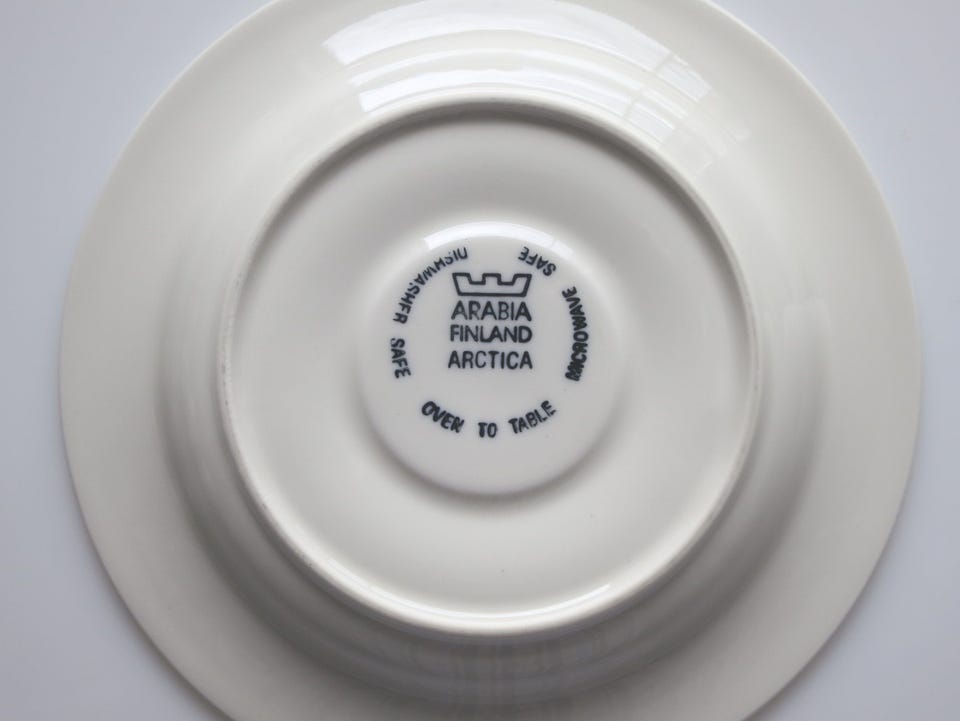 ARABIA
FINLAND
ARCTICA
DISHWASHER SAFE
OVEN TO TABLE
MICROWAVE SAFE